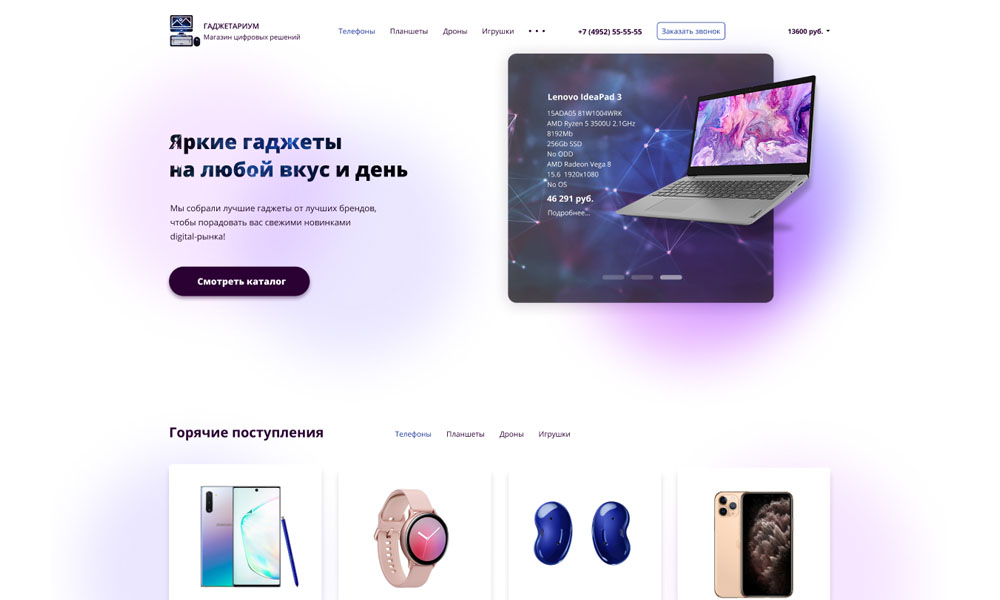 ГАДЖЕТАРИУМ
Магазин цифровых решений
Телефоны Планшеты Дроны Игрушки
+7 (4952) 55-55-55
Заказать звонок
13600 руб.
Яркие гаджеты
на любой вкус и день
Мы собрали лучшие гаджеты от лучших брендов,
чтобы порадовать вас свежими новинками
digital-рынка!
Смотреть каталог
Lenovo IdeaPad 3
15ADA05 81W1004WRK
AMD Ryzen 5 3500U 2.1GHz
8192Mb
256Gb SSD
No ODD
AMD Radeon Vega 8
15.6 1920x1080
No OS
46 291 руб.
Подробнее...
Горячие поступления
Телефоны Планшеты Дроны Игрушки